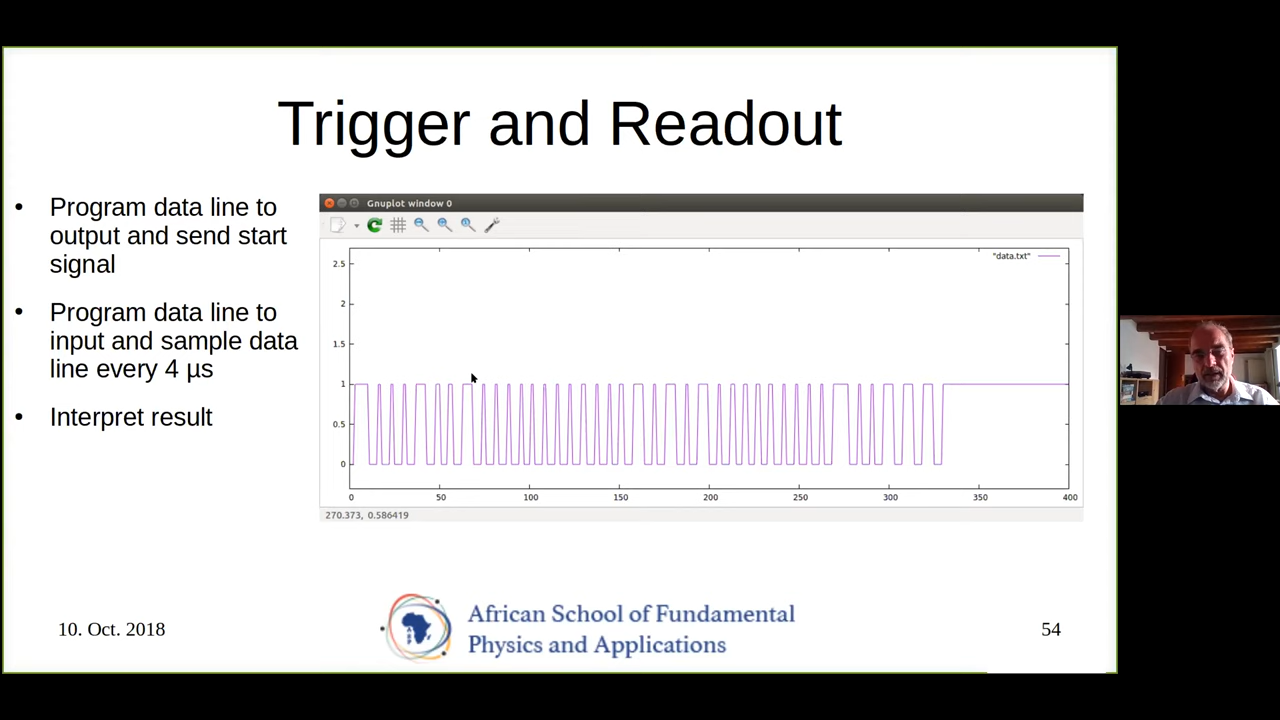 Trigger and Readout
• Program data line to
output and send start
signal
• Program data line to
input and sample data
line every 4 µs
• Interpret result
Gnuplot window 0
"data.txt"
2.5
2
1.5
1
0.5
0
0 50 100 150 200 250 300 350 400
270.373, 0.586419
10. Oct. 2018
African School of Fundamental
Physics and Applications
54